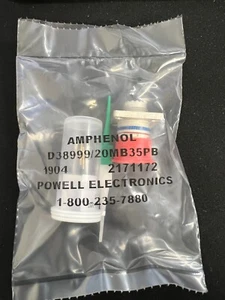 AMPHENOL
D38999/20MB35PB
1904 2171172
POWELL ELECTRONICS
1-800-235-7880